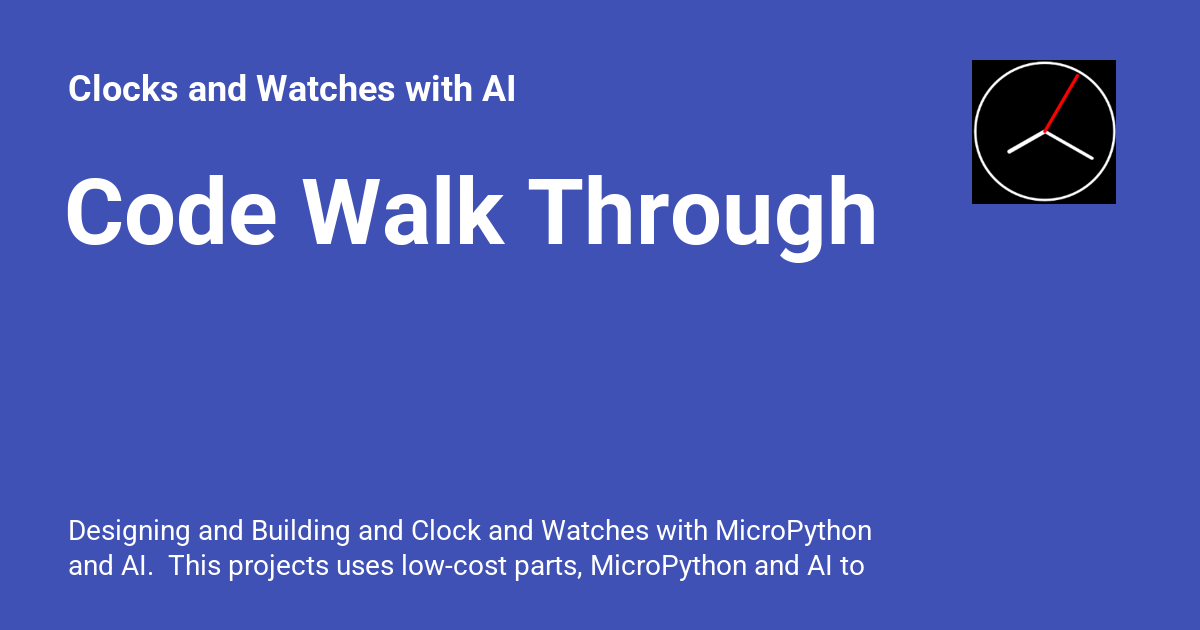 Clocks and Watches with AI
Code Walk Through
Designing and Building and Clock and Watches with MicroPython
and AI.  This projects uses low-cost parts, MicroPython and AI to